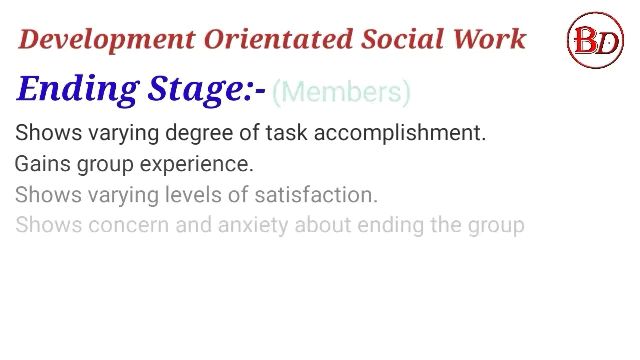 Development Orientated Social Work
BD
Ending Stage:- (Members)
Shows varying degree of task accomplishment.
Gains group experience.
Shows varying levels of satisfaction.
Shows concern and anxiety about ending the group